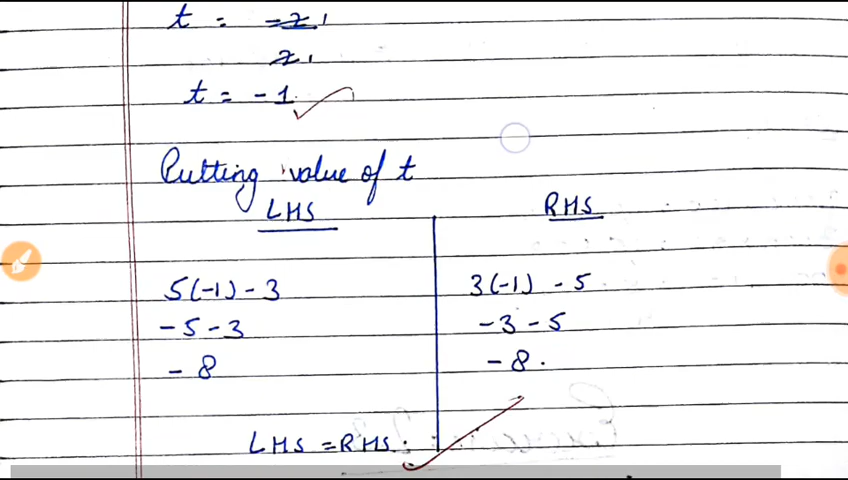 t = -2
2
t = -1
Putting value of t
LHS
RHS
5(-1) - 3
3(-1) - 5
-5 - 3
-3 - 5
-8
-8.
LHS = RHS.